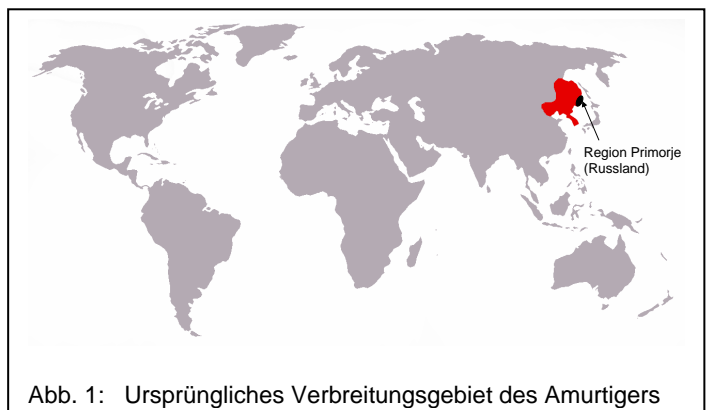 Region Primorje
(Russland)
Abb. 1: Ursprüngliches Verbreitungsgebiet des Amurtigers